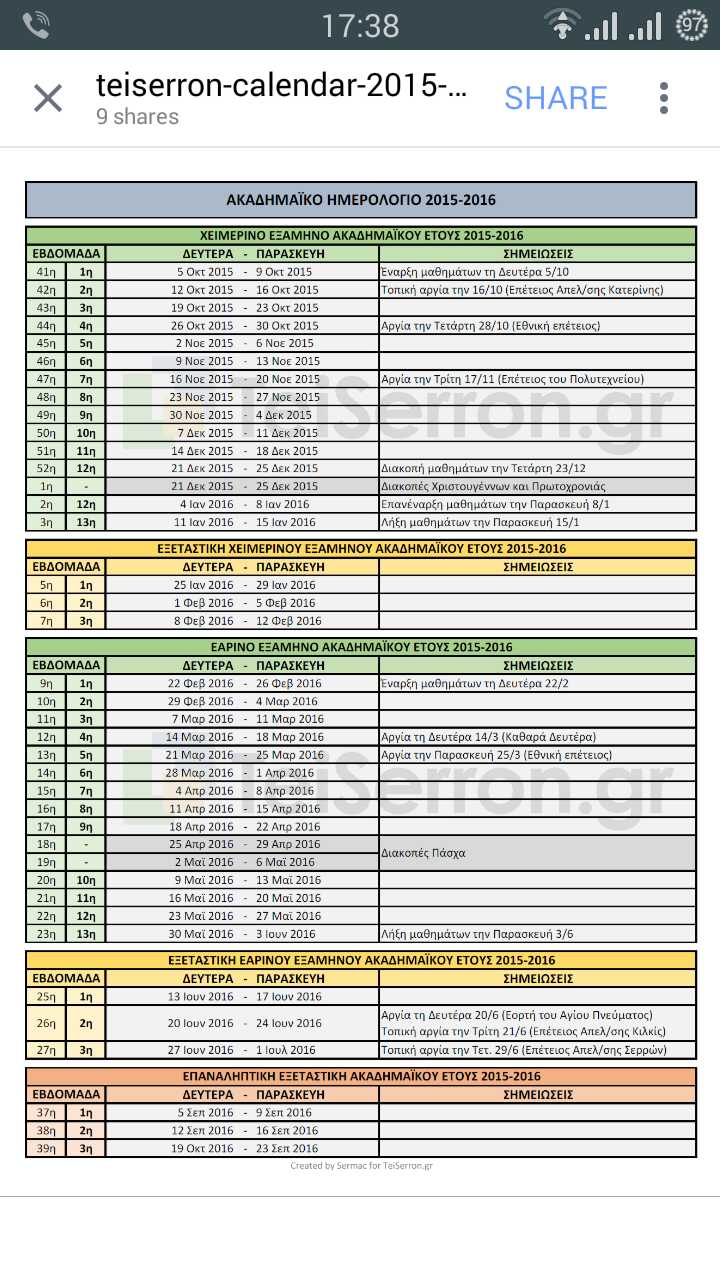 17:38
97
teiserron-calendar-2015-...
9 shares
SHARE
ΑΚΑΔΗΜΑΪΚΟ ΗΜΕΡΟΛΟΓΙΟ 2015-2016
ΧΕΙΜΕΡΙΝΟ ΕΞΑΜΗΝΟ ΑΚΑΔΗΜΑΪΚΟΥ ΕΤΟΥΣ 2015-2016
ΕΒΔΟΜΑΔΑ ΔΕΥΤΕΡΑ - ΠΑΡΑΣΚΕΥΗ ΣΗΜΕΙΩΣΕΙΣ
41η 1η 5 Οκτ 2015 - 9 Οκτ 2015 Έναρξη μαθημάτων τη Δευτέρα 5/10
42η 2η 12 Οκτ 2015 - 16 Οκτ 2015 Τοπική αργία την 16/10 (Επέτειος Απελ/σης Κατερίνης)
43η 3η 19 Οκτ 2015 - 23 Οκτ 2015
44η 4η 26 Οκτ 2015 - 30 Οκτ 2015 Αργία την Τετάρτη 28/10 (Εθνική επέτειος)
45η 5η 2 Νοε 2015 - 6 Νοε 2015
46η 6η 9 Νοε 2015 - 13 Νοε 2015
47η 7η 16 Νοε 2015 - 20 Νοε 2015 Αργία την Τρίτη 17/11 (Επέτειος του Πολυτεχνείου)
48η 8η 23 Νοε 2015 - 27 Νοε 2015
49η 9η 30 Νοε 2015 - 4 Δεκ 2015
50η 10η 7 Δεκ 2015 - 11 Δεκ 2015
51η 11η 14 Δεκ 2015 - 18 Δεκ 2015
52η 12η 21 Δεκ 2015 - 25 Δεκ 2015 Διακοπή μαθημάτων την Τετάρτη 23/12
1η - 21 Δεκ 2015 - 25 Δεκ 2015 Διακοπές Χριστουγέννων και Πρωτοχρονιάς
2η 12η 4 Ιαν 2016 - 8 Ιαν 2016 Επανέναρξη μαθημάτων την Παρασκευή 8/1
3η 13η 11 Ιαν 2016 - 15 Ιαν 2016 Λήξη μαθημάτων την Παρασκευή 15/1
TeiSerron.gr
ΕΞΕΤΑΣΤΙΚΗ ΧΕΙΜΕΡΙΝΟΥ ΕΞΑΜΗΝΟΥ ΑΚΑΔΗΜΑΪΚΟΥ ΕΤΟΥΣ 2015-2016
ΕΒΔΟΜΑΔΑ ΔΕΥΤΕΡΑ - ΠΑΡΑΣΚΕΥΗ ΣΗΜΕΙΩΣΕΙΣ
5η 1η 25 Ιαν 2016 - 29 Ιαν 2016
6η 2η 1 Φεβ 2016 - 5 Φεβ 2016
7η 3η 8 Φεβ 2016 - 12 Φεβ 2016
ΕΑΡΙΝΟ ΕΞΑΜΗΝΟ ΑΚΑΔΗΜΑΪΚΟΥ ΕΤΟΥΣ 2015-2016
ΕΒΔΟΜΑΔΑ ΔΕΥΤΕΡΑ - ΠΑΡΑΣΚΕΥΗ ΣΗΜΕΙΩΣΕΙΣ
9η 1η 22 Φεβ 2016 - 26 Φεβ 2016 Έναρξη μαθημάτων τη Δευτέρα 22/2
10η 2η 29 Φεβ 2016 - 4 Μαρ 2016
11η 3η 7 Μαρ 2016 - 11 Μαρ 2016
12η 4η 14 Μαρ 2016 - 18 Μαρ 2016 Αργία τη Δευτέρα 14/3 (Καθαρά Δευτέρα)
13η 5η 21 Μαρ 2016 - 25 Μαρ 2016 Αργία την Παρασκευή 25/3 (Εθνική επέτειος)
14η 6η 28 Μαρ 2016 - 1 Απρ 2016
15η 7η 4 Απρ 2016 - 8 Απρ 2016
16η 8η 11 Απρ 2016 - 15 Απρ 2016
17η 9η 18 Απρ 2016 - 22 Απρ 2016
18η - 25 Απρ 2016 - 29 Απρ 2016
Διακοπές Πάσχα
19η - 2 Μαϊ 2016 - 6 Μαϊ 2016
20η 10η 9 Μαϊ 2016 - 13 Μαϊ 2016
21η 11η 16 Μαϊ 2016 - 20 Μαϊ 2016
22η 12η 23 Μαϊ 2016 - 27 Μαϊ 2016
23η 13η 30 Μαϊ 2016 - 3 Ιουν 2016 Λήξη μαθημάτων την Παρασκευή 3/6
TeiSerron.gr
ΕΞΕΤΑΣΤΙΚΗ ΕΑΡΙΝΟΥ ΕΞΑΜΗΝΟΥ ΑΚΑΔΗΜΑΪΚΟΥ ΕΤΟΥΣ 2015-2016
ΕΒΔΟΜΑΔΑ ΔΕΥΤΕΡΑ - ΠΑΡΑΣΚΕΥΗ ΣΗΜΕΙΩΣΕΙΣ
25η 1η 13 Ιουν 2016 - 17 Ιουν 2016
26η 2η 20 Ιουν 2016 - 24 Ιουν 2016 Αργία τη Δευτέρα 20/6 (Εορτή του Αγίου Πνεύματος)
Τοπική αργία την Τρίτη 21/6 (Επέτειος Απελ/σης Κιλκίς)
27η 3η 27 Ιουν 2016 - 1 Ιουλ 2016 Τοπική αργία την Τετ. 29/6 (Επέτειος Απελ/σης Σερρών)
ΕΠΑΝΑΛΗΠΤΙΚΗ ΕΞΕΤΑΣΤΙΚΗ ΑΚΑΔΗΜΑΪΚΟΥ ΕΤΟΥΣ 2015-2016
ΕΒΔΟΜΑΔΑ ΔΕΥΤΕΡΑ - ΠΑΡΑΣΚΕΥΗ ΣΗΜΕΙΩΣΕΙΣ
37η 1η 5 Σεπ 2016 - 9 Σεπ 2016
38η 2η 12 Σεπ 2016 - 16 Σεπ 2016
39η 3η 19 Οκτ 2016 - 23 Σεπ 2016
Created by Sermac for TeiSerron.gr